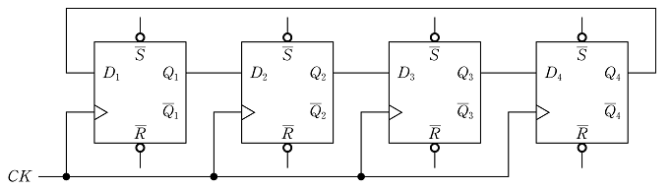 S̅ S̅ S̅ S̅
D₁ Q₁ D₂ Q₂ D₃ Q₃ D₄ Q₄
Q̅₁ Q̅₂ Q̅₃ Q̅₄
R̅ R̅ R̅ R̅
CK